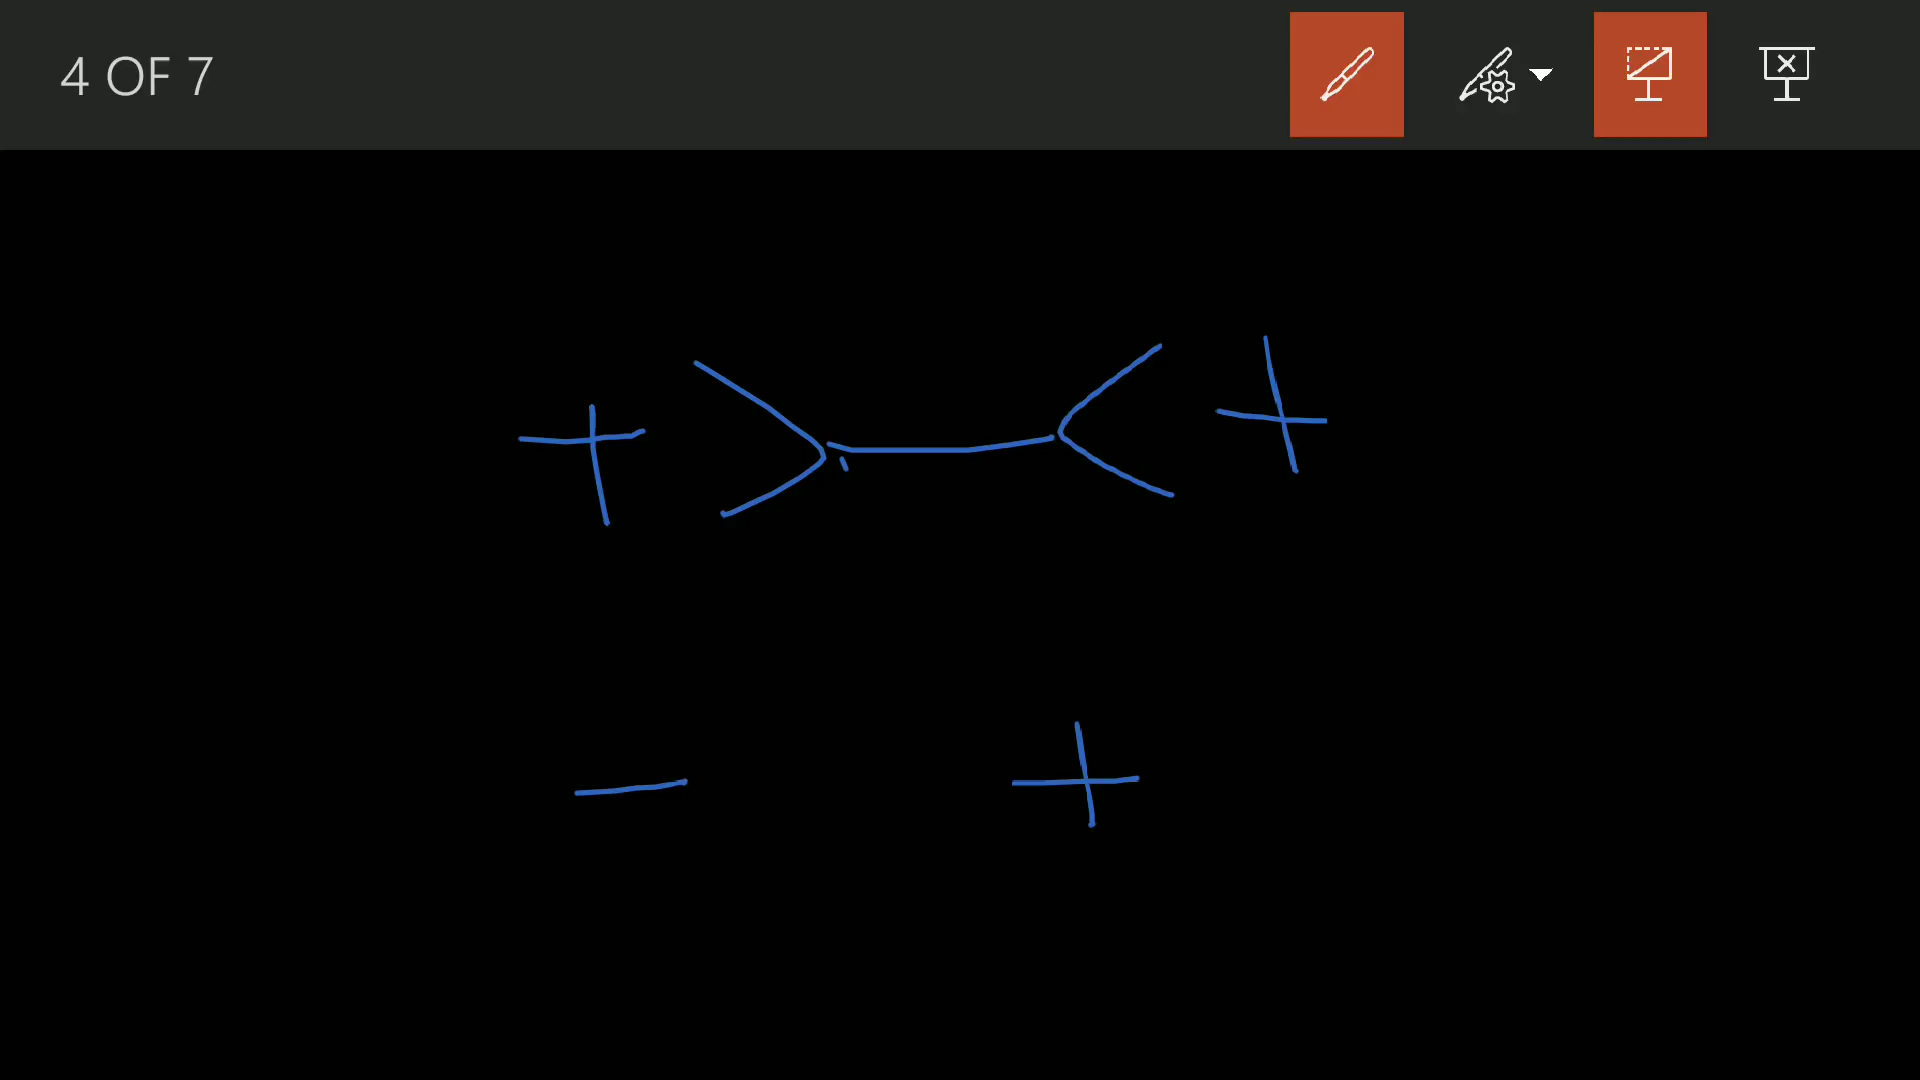 4 OF 7
+ >-< +
- +